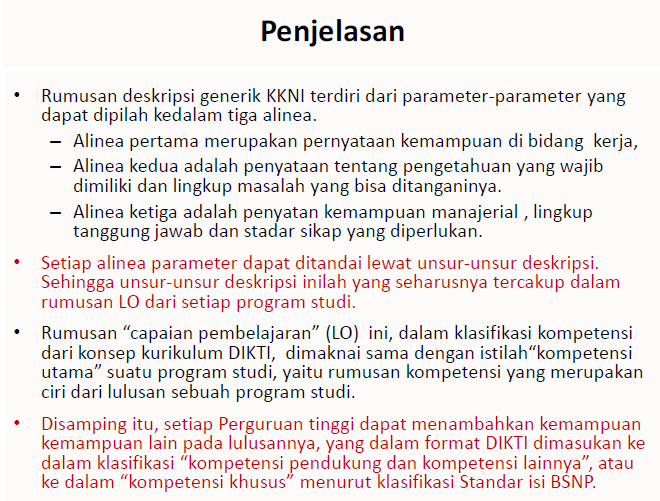 Penjelasan
• Rumusan deskripsi generik KKNI terdiri dari parameter-parameter yang
dapat dipilah kedalam tiga alinea.
– Alinea pertama merupakan pernyataan kemampuan di bidang kerja,
– Alinea kedua adalah penyataan tentang pengetahuan yang wajib
dimiliki dan lingkup masalah yang bisa ditanganinya.
– Alinea ketiga adalah penyatan kemampuan manajerial , lingkup
tanggung jawab dan stadar sikap yang diperlukan.
• Setiap alinea parameter dapat ditandai lewat unsur-unsur deskripsi.
Sehingga unsur-unsur deskripsi inilah yang seharusnya tercakup dalam
rumusan LO dari setiap program studi.
• Rumusan “capaian pembelajaran” (LO) ini, dalam klasifikasi kompetensi
dari konsep kurikulum DIKTI, dimaknai sama dengan istilah“kompetensi
utama” suatu program studi, yaitu rumusan kompetensi yang merupakan
ciri dari lulusan sebuah program studi.
• Disamping itu, setiap Perguruan tinggi dapat menambahkan kemampuan
kemampuan lain pada lulusannya, yang dalam format DIKTI dimasukan ke
dalam klasifikasi “kompetensi pendukung dan kompetensi lainnya”, atau
ke dalam “kompetensi khusus” menurut klasifikasi Standar isi BSNP.